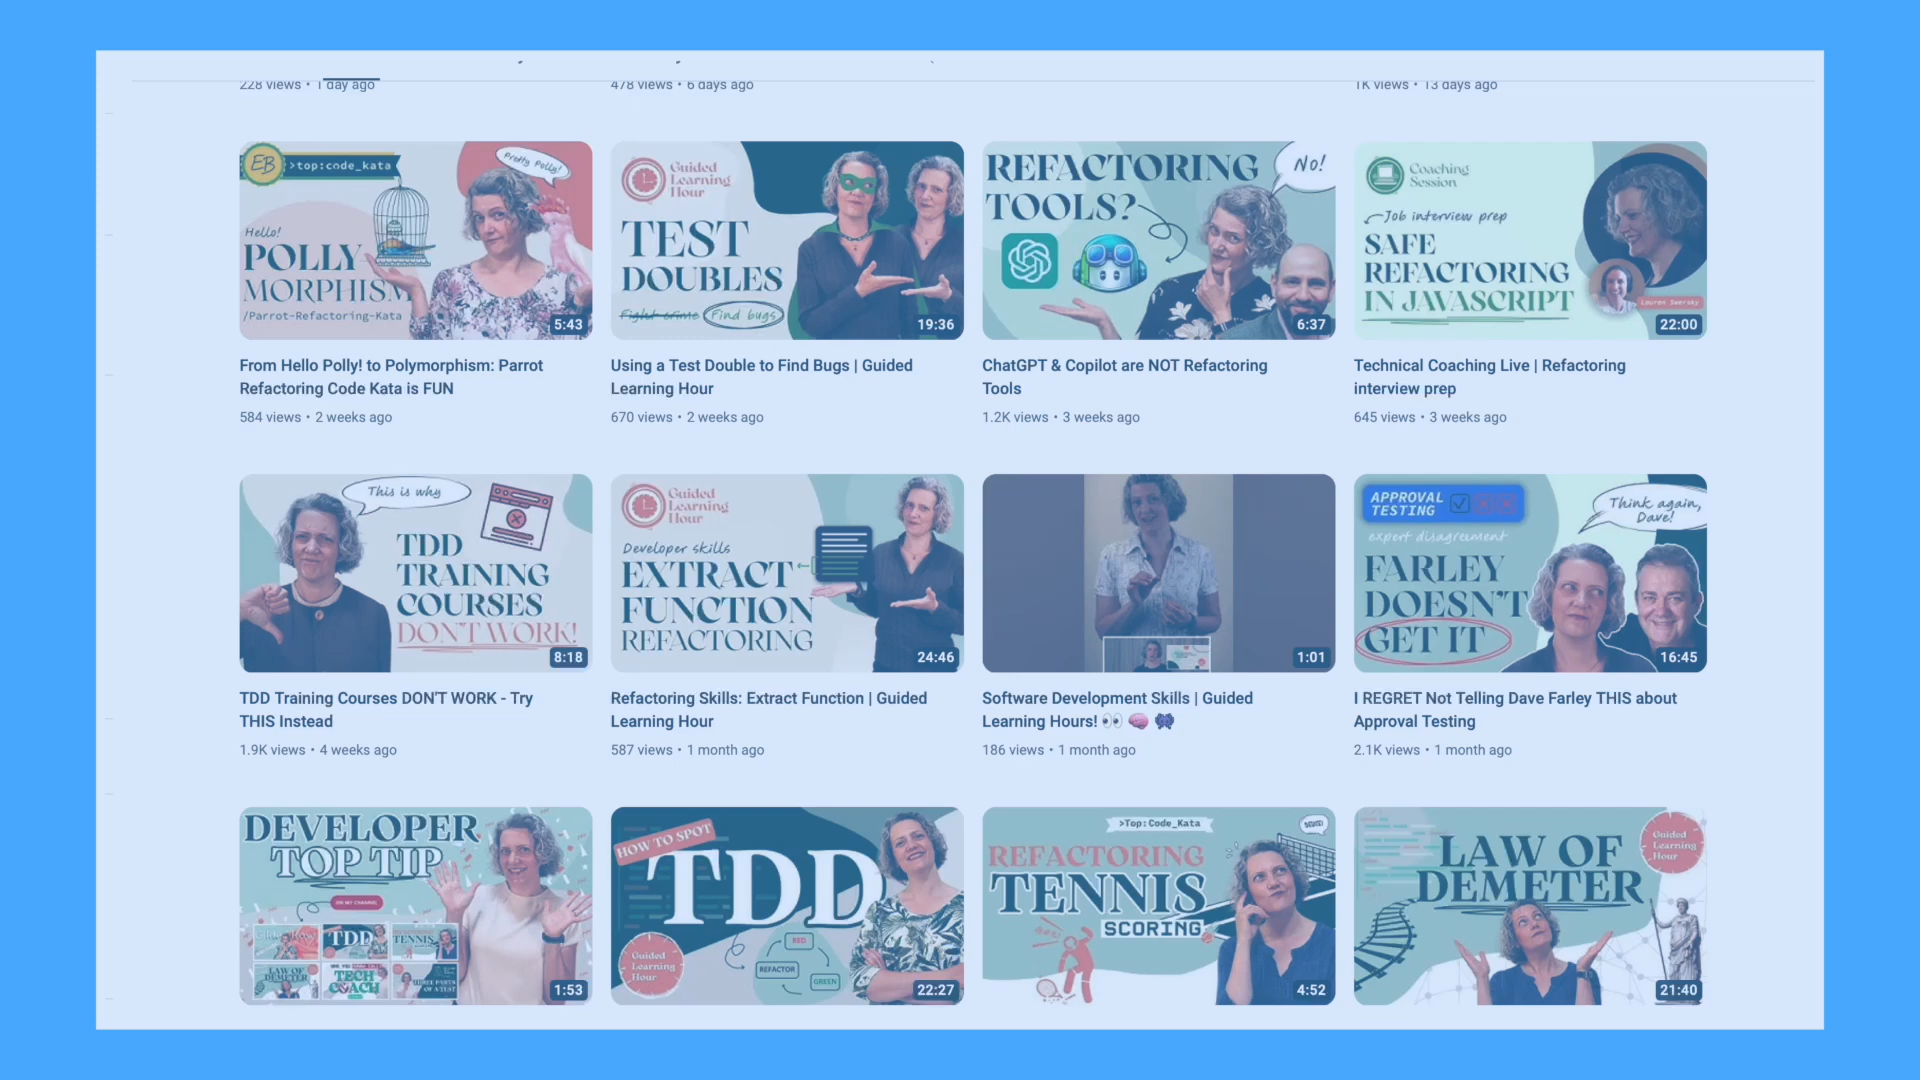 228 views • 1 day ago
478 views • 6 days ago
1K views • 13 days ago
EB
>top:code_kata
Pretty Polly!
Hello!
POLLY
MORPHISM
/Parrot-Refactoring-Kata
5:43
Guided
Learning
Hour
TEST
DOUBLES
Fight crime
Find bugs
19:36
REFACTORING
TOOLS?
No!
6:37
Coaching
Session
Job interview prep
SAFE
REFACTORING
IN JAVASCRIPT
Lauren Swersky
22:00
From Hello Polly! to Polymorphism: Parrot
Refactoring Code Kata is FUN
584 views • 2 weeks ago
Using a Test Double to Find Bugs | Guided
Learning Hour
670 views • 2 weeks ago
ChatGPT & Copilot are NOT Refactoring
Tools
1.2K views • 3 weeks ago
Technical Coaching Live | Refactoring
interview prep
645 views • 3 weeks ago
This is why
TDD
TRAINING
COURSES
DON'T WORK!
8:18
Guided
Learning
Hour
Developer skills
EXTRACT
FUNCTION
REFACTORING
24:46
1:01
APPROVAL
TESTING
Think again,
Dave!
expert disagreement
FARLEY
DOESN'T
GET IT
16:45
TDD Training Courses DON'T WORK - Try
THIS Instead
1.9K views • 4 weeks ago
Refactoring Skills: Extract Function | Guided
Learning Hour
587 views • 1 month ago
Software Development Skills | Guided
Learning Hours! 👀 🧠 🪭
186 views • 1 month ago
I REGRET Not Telling Dave Farley THIS about
Approval Testing
2.1K views • 1 month ago
DEVELOPER
TOP TIP
ON MY CHANNEL
TDD
TENNIS
LAW OF
DEMETER
TECH
COACH
THREE PARTS
OF A TEST
1:53
HOW TO SPOT
TDD
Guided
Learning
Hour
RED
REFACTOR
GREEN
22:27
>Top:Code_Kata
REFACTORING
TENNIS
SCORING
4:52
Guided
Learning
Hour
LAW OF
DEMETER
21:40